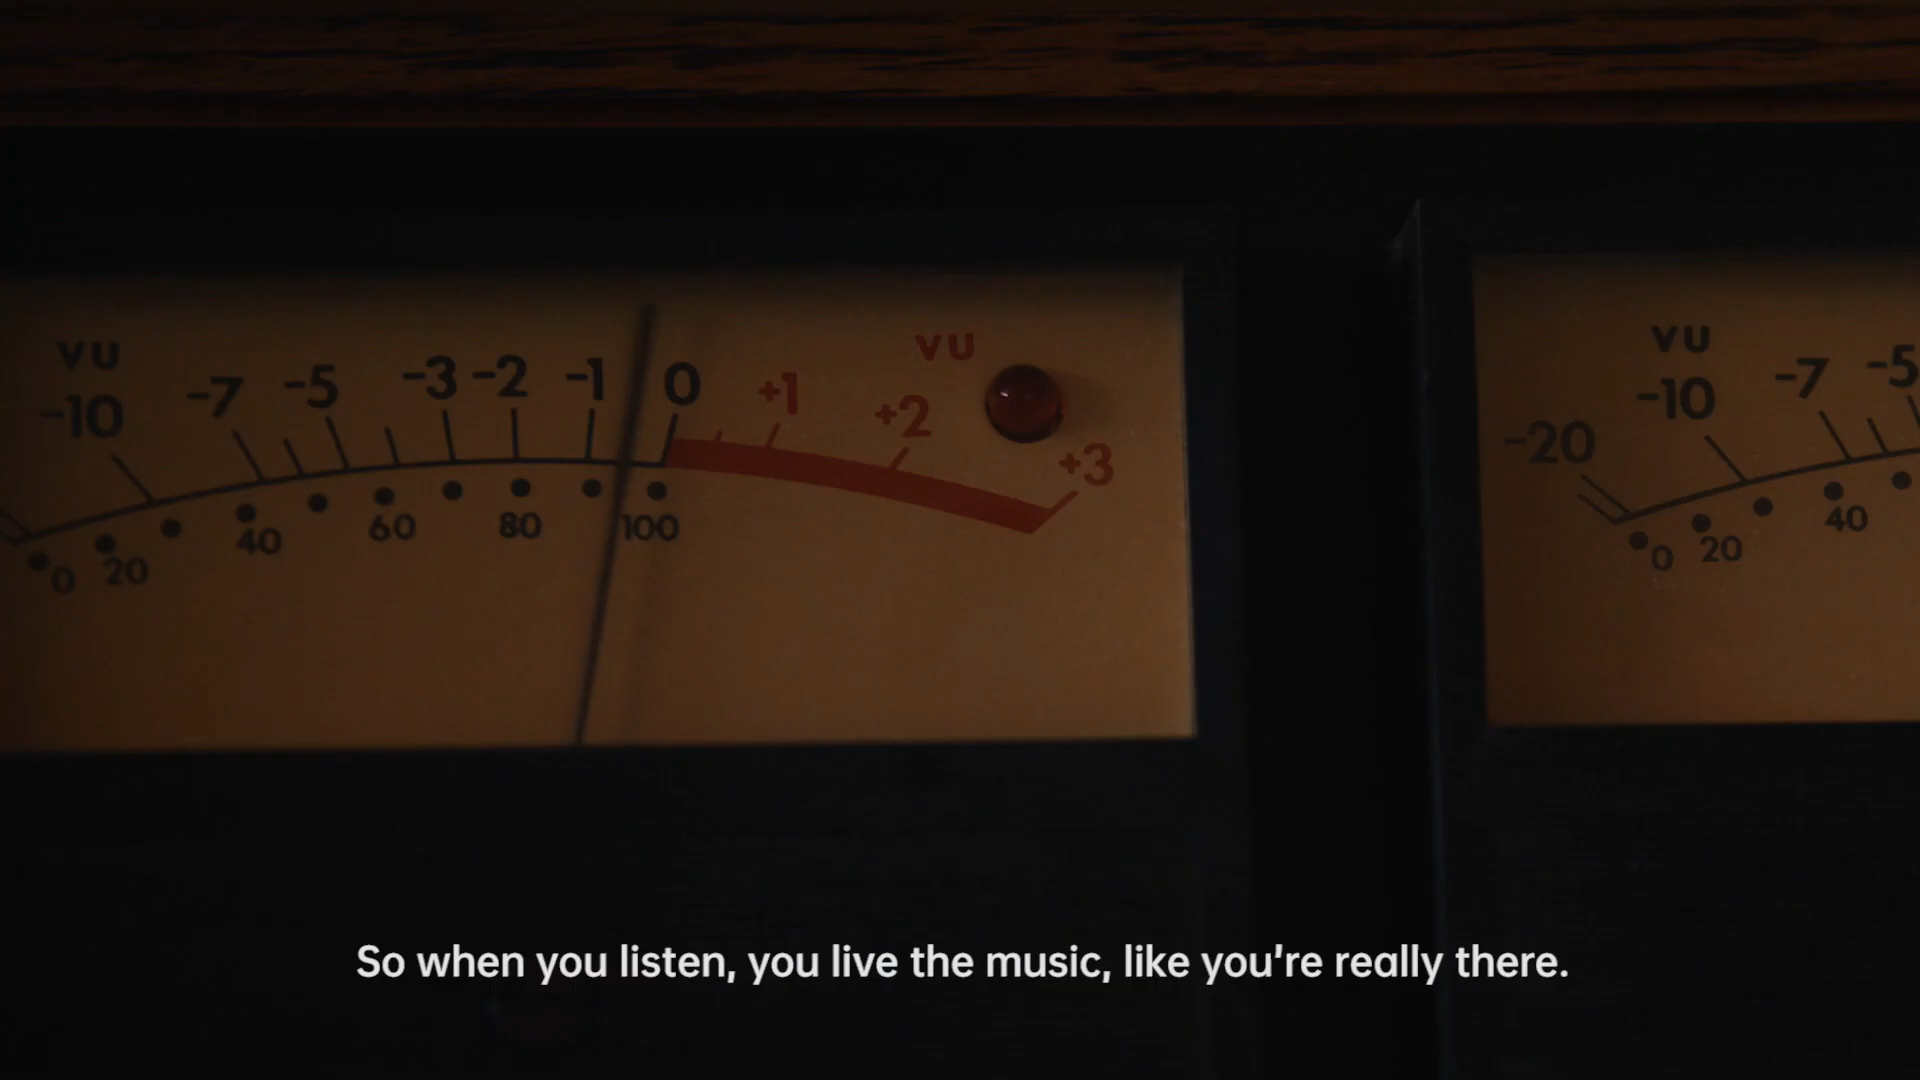 VU
-10 -7 -5 -3 -2 -1 0 +1 +2 +3
VU
0 20 40 60 80 100
VU
-20 -10 -7 -5
0 20 40
So when you listen, you live the music, like you're really there.